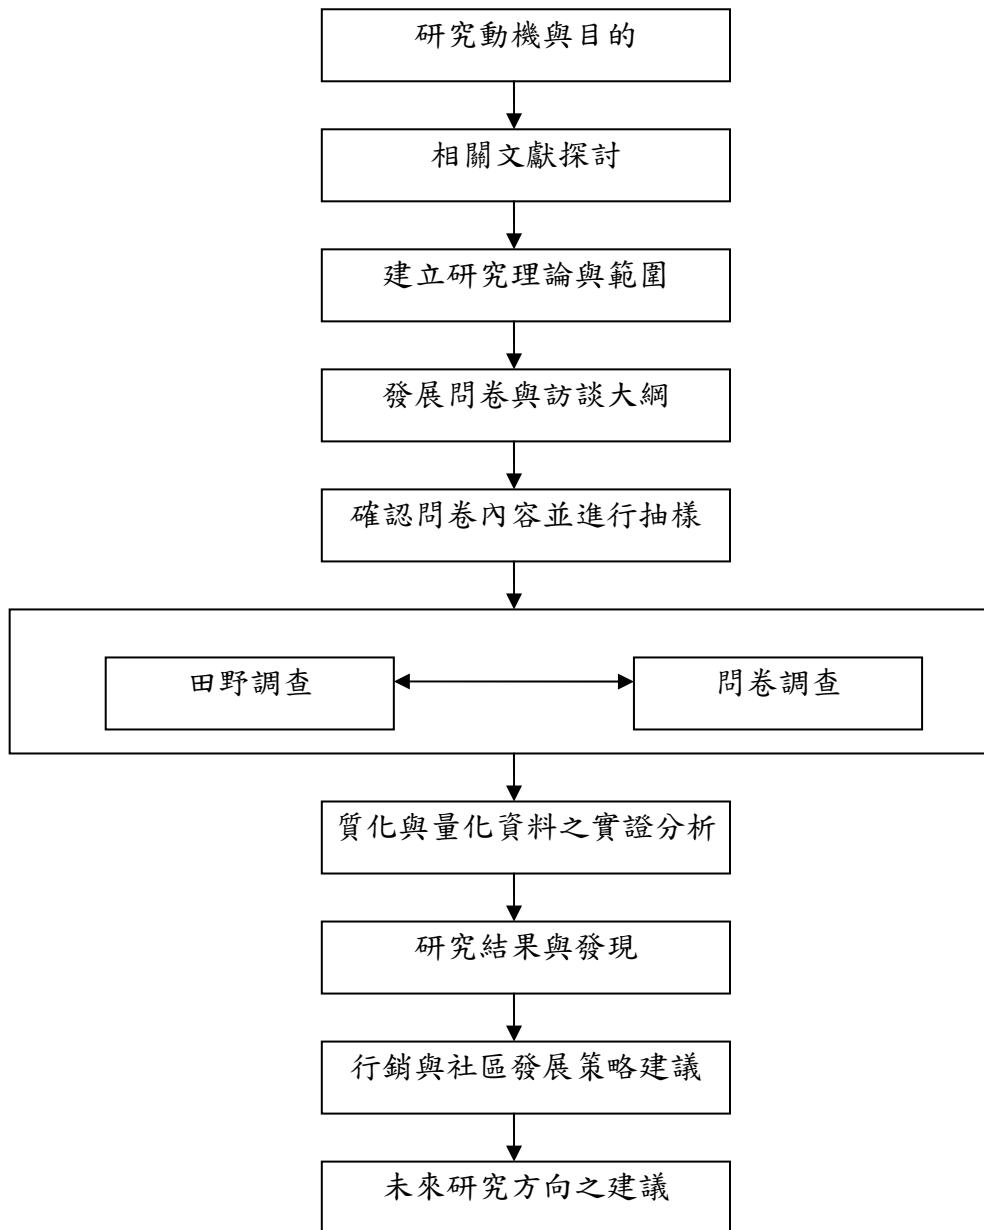 研究動機與目的
相關文獻探討
建立研究理論與範圍
發展問卷與訪談大綱
確認問卷內容並進行抽樣
田野調查
問卷調查
質化與量化資料之實證分析
研究結果與發現
行銷與社區發展策略建議
未來研究方向之建議